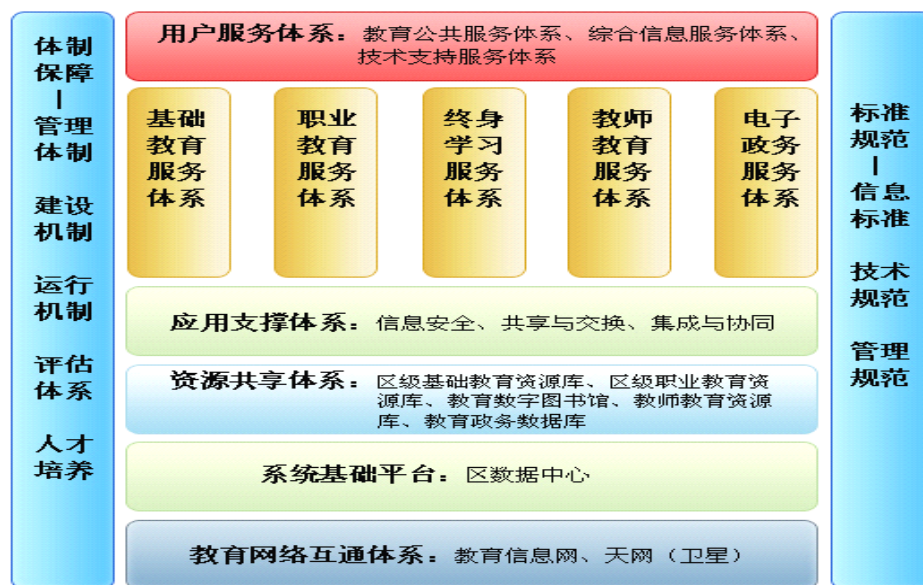 体制
保障
|
管理
体制
建设
机制
运行
机制
评估
体系
人才
培养
用户服务体系：教育公共服务体系、综合信息服务体系、
技术支持服务体系
基础
教育
服务
体系
职业
教育
服务
体系
终身
学习
服务
体系
教师
教育
服务
体系
电子
政务
服务
体系
应用支撑体系：信息安全、共享与交换、集成与协同
资源共享体系：区级基础教育资源库、区级职业教育资
源库、教育数字图书馆、教师教育资源
库、教育政务数据库
系统基础平台：区数据中心
教育网络互通体系：教育信息网、天网（卫星）
标准
规范
|
信息
标准
技术
规范
管理
规范